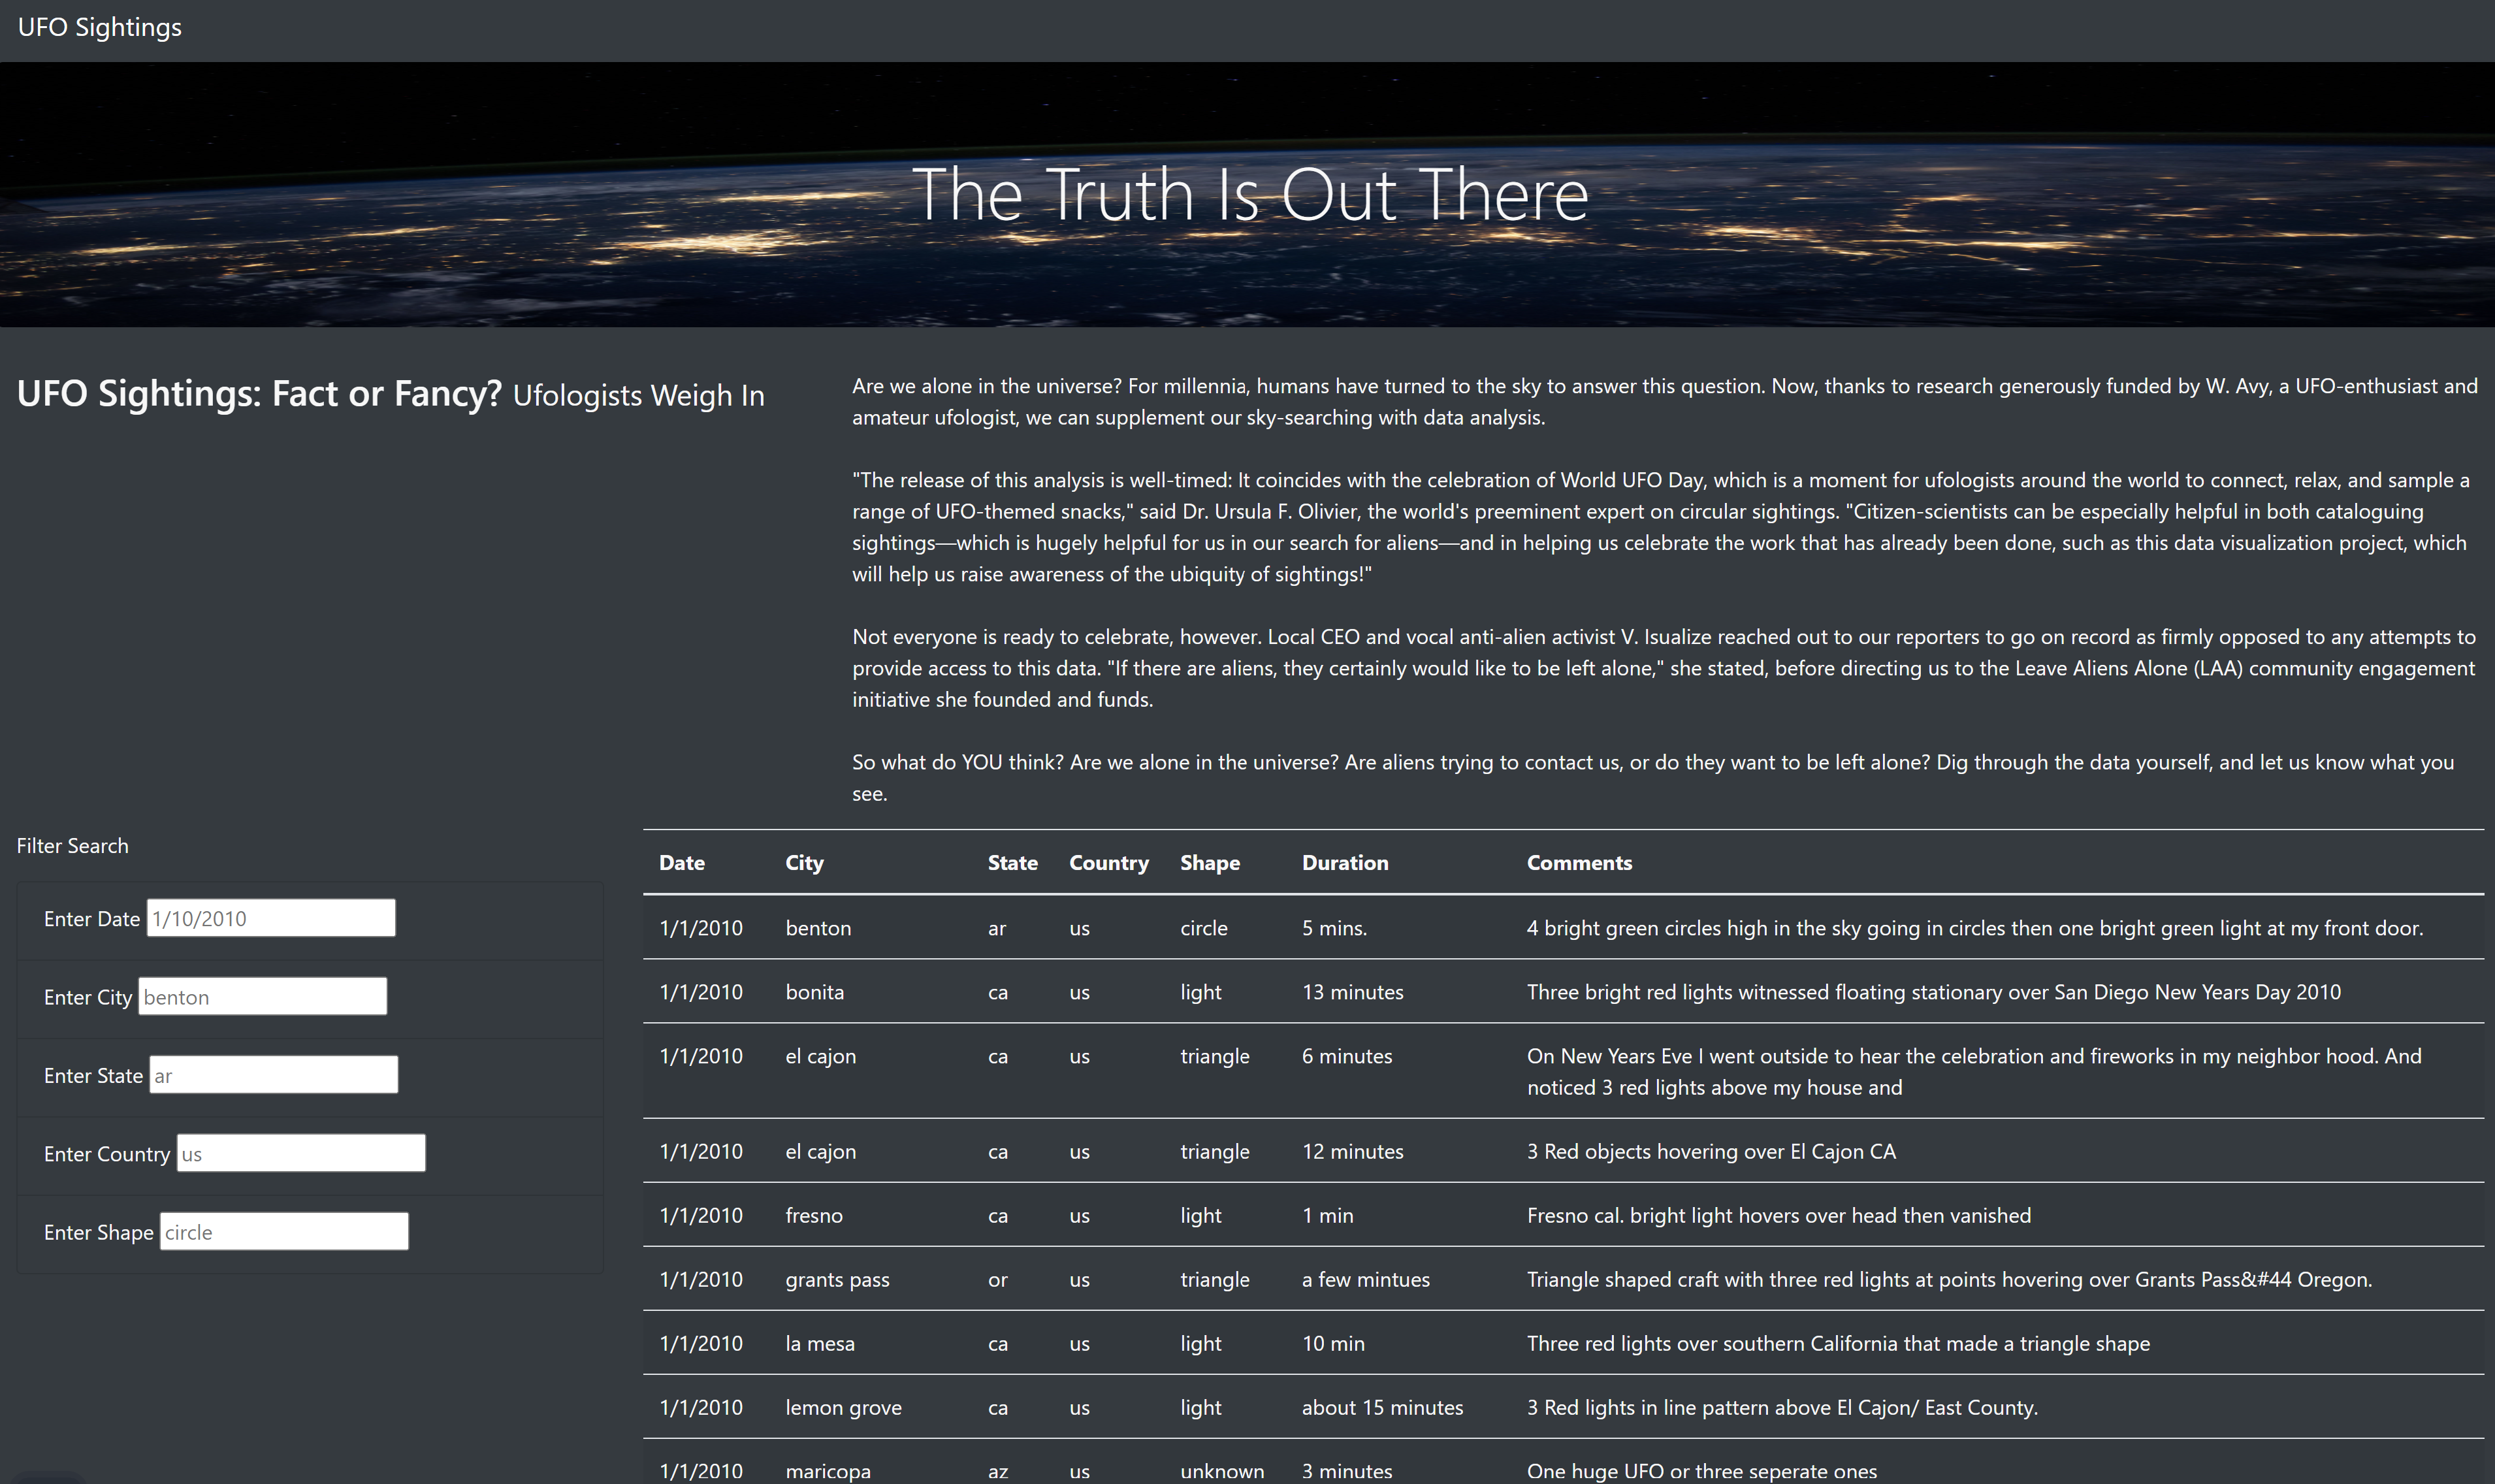 UFO Sightings
The Truth Is Out There
UFO Sightings: Fact or Fancy? Ufologists Weigh In
Are we alone in the universe? For millennia, humans have turned to the sky to answer this question. Now, thanks to research generously funded by W. Avy, a UFO-enthusiast and
amateur ufologist, we can supplement our sky-searching with data analysis.
"The release of this analysis is well-timed: It coincides with the celebration of World UFO Day, which is a moment for ufologists around the world to connect, relax, and sample a
range of UFO-themed snacks," said Dr. Ursula F. Olivier, the world's preeminent expert on circular sightings. "Citizen-scientists can be especially helpful in both cataloguing
sightings—which is hugely helpful for us in our search for aliens—and in helping us celebrate the work that has already been done, such as this data visualization project, which
will help us raise awareness of the ubiquity of sightings!"
Not everyone is ready to celebrate, however. Local CEO and vocal anti-alien activist V. Isualize reached out to our reporters to go on record as firmly opposed to any attempts to
provide access to this data. "If there are aliens, they certainly would like to be left alone," she stated, before directing us to the Leave Aliens Alone (LAA) community engagement
initiative she founded and funds.
So what do YOU think? Are we alone in the universe? Are aliens trying to contact us, or do they want to be left alone? Dig through the data yourself, and let us know what you
see.
Filter Search
Enter Date 1/10/2010
Enter City benton
Enter State ar
Enter Country us
Enter Shape circle
Date City State Country Shape Duration Comments
1/1/2010 benton ar us circle 5 mins. 4 bright green circles high in the sky going in circles then one bright green light at my front door.
1/1/2010 bonita ca us light 13 minutes Three bright red lights witnessed floating stationary over San Diego New Years Day 2010
1/1/2010 el cajon ca us triangle 6 minutes On New Years Eve I went outside to hear the celebration and fireworks in my neighbor hood. And
noticed 3 red lights above my house and
1/1/2010 el cajon ca us triangle 12 minutes 3 Red objects hovering over El Cajon CA
1/1/2010 fresno ca us light 1 min Fresno cal. bright light hovers over head then vanished
1/1/2010 grants pass or us triangle a few mintues Triangle shaped craft with three red lights at points hovering over Grants Pass&#44 Oregon.
1/1/2010 la mesa ca us light 10 min Three red lights over southern California that made a triangle shape
1/1/2010 lemon grove ca us light about 15 minutes 3 Red lights in line pattern above El Cajon/ East County.
1/1/2010 maricopa az us unknown 3 minutes One huge UFO or three seperate ones